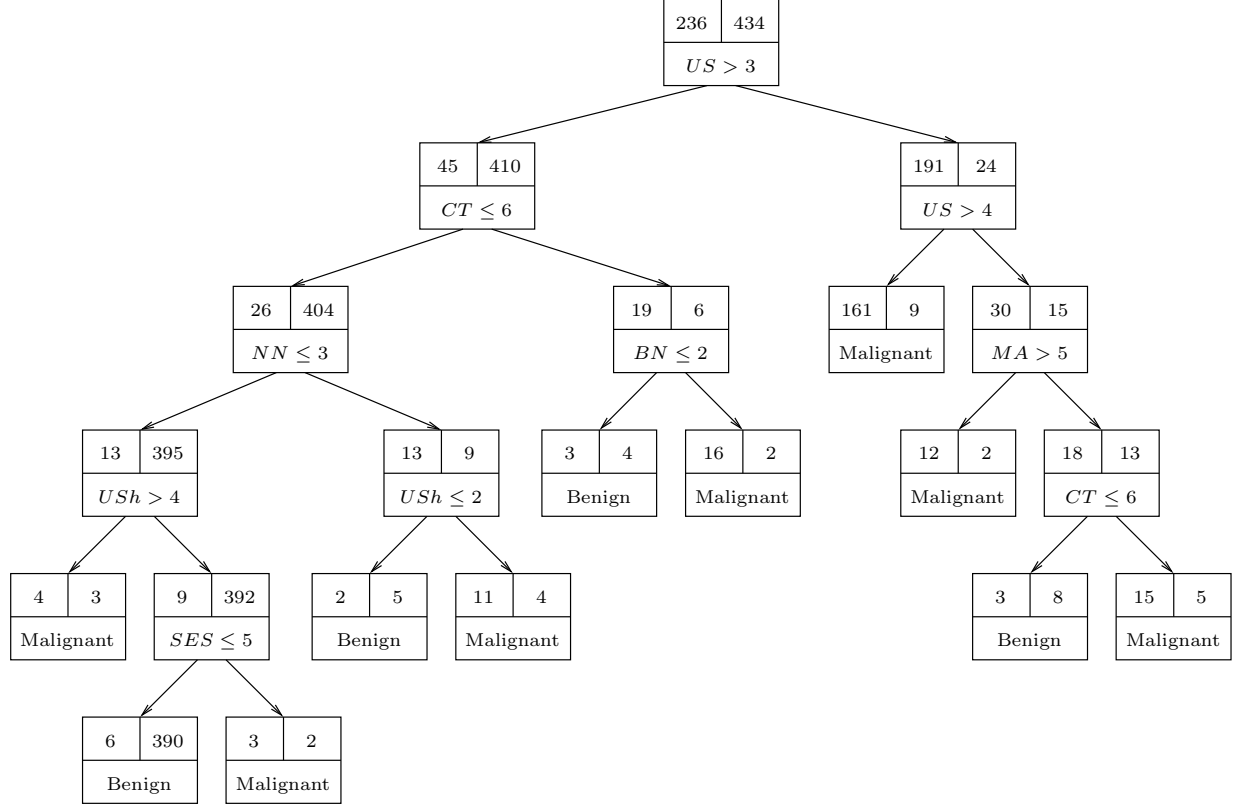 236 434
US > 3
45 410
191 24
CT ≤ 6
US > 4
26 404
19 6
161 9
30 15
NN ≤ 3
BN ≤ 2
Malignant
MA > 5
13 395
13 9
3 4
16 2
12 2
18 13
USh > 4
USh ≤ 2
Benign
Malignant
Malignant
CT ≤ 6
4 3
9 392
2 5
11 4
3 8
15 5
Malignant
SES ≤ 5
Benign
Malignant
Benign
Malignant
6 390
3 2
Benign
Malignant